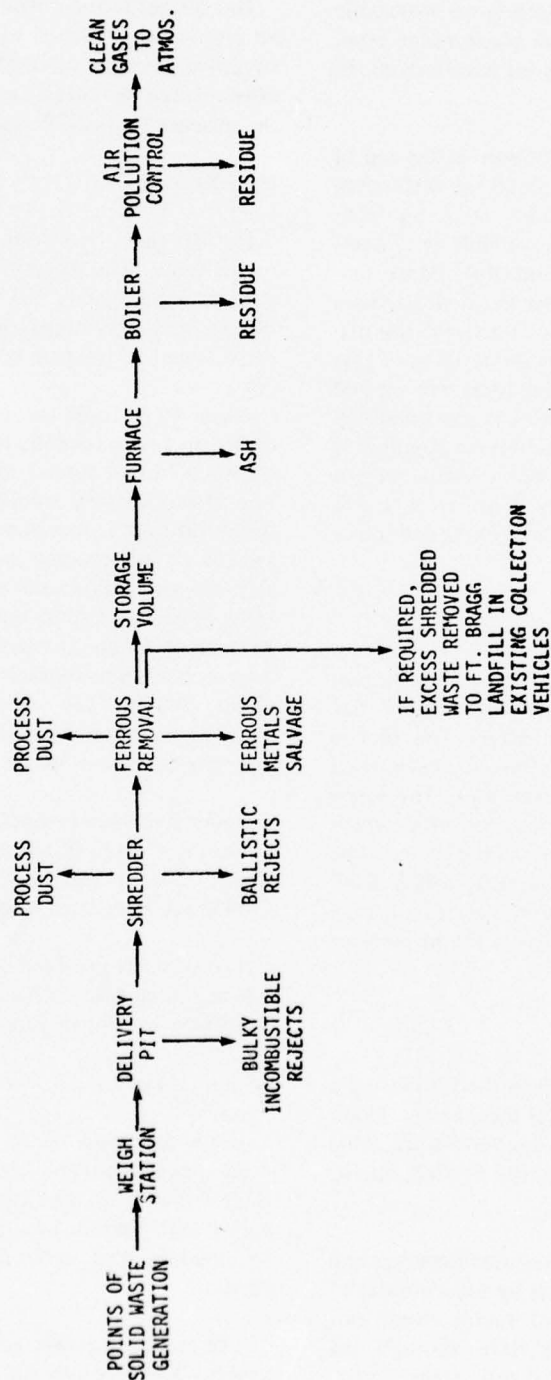 POINTS OF
SOLID WASTE
GENERATION
WEIGH
STATION
DELIVERY
PIT
BULKY
INCOMBUSTIBLE
REJECTS
PROCESS
DUST
SHREDDER
BALLISTIC
REJECTS
PROCESS
DUST
FERROUS
REMOVAL
FERROUS
METALS
SALVAGE
IF REQUIRED,
EXCESS SHREDDED
WASTE REMOVED
TO FT. BRAGG
LANDFILL IN
EXISTING COLLECTION
VEHICLES
STORAGE
VOLUME
FURNACE
ASH
BOILER
RESIDUE
AIR
POLLUTION
CONTROL
RESIDUE
CLEAN
GASES
TO
ATMOS.